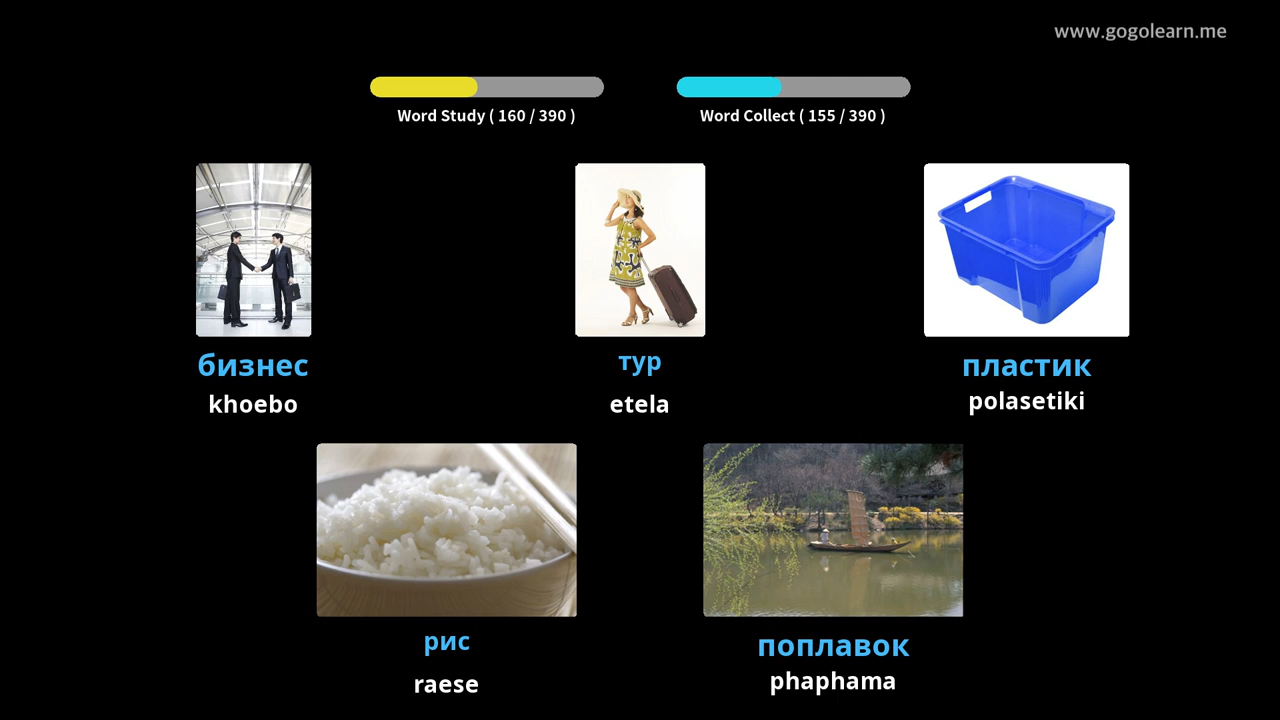 www.gogolearn.me
Word Study ( 160 / 390 )
Word Collect ( 155 / 390 )
бизнес
khoebo
тур
etela
пластик
polasetiki
рис
raese
поплавок
phaphama